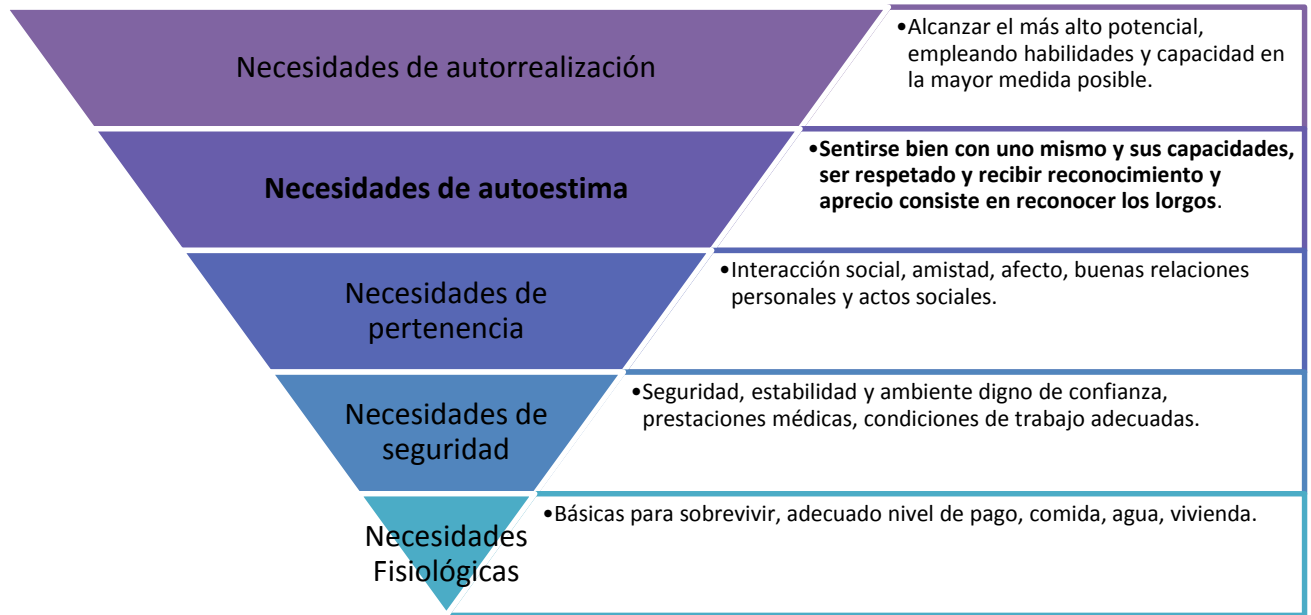 Necesidades de autorrealización
•Alcanzar el más alto potencial,
empleando habilidades y capacidad en
la mayor medida posible.
Necesidades de autoestima
•Sentirse bien con uno mismo y sus capacidades,
ser respetado y recibir reconocimiento y
aprecio consiste en reconocer los lorgos.
Necesidades de
pertenencia
•Interacción social, amistad, afecto, buenas relaciones
personales y actos sociales.
Necesidades de
seguridad
•Seguridad, estabilidad y ambiente digno de confianza,
prestaciones médicas, condiciones de trabajo adecuadas.
Necesidades
Fisiológicas
•Básicas para sobrevivir, adecuado nivel de pago, comida, agua, vivienda.